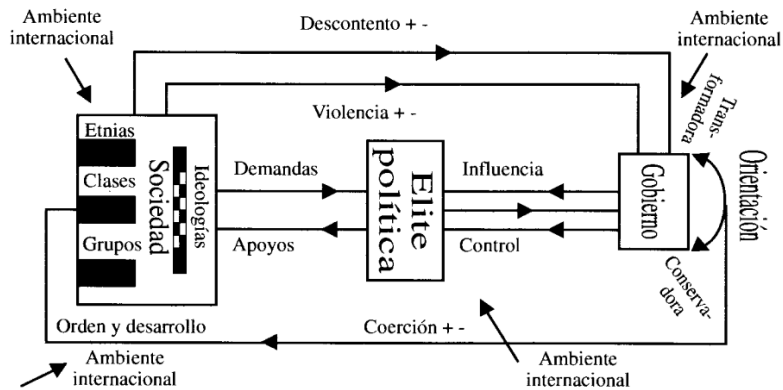 Ambiente
internacional
Descontento + -
Ambiente
internacional
Violencia + -
Trans-
formadora
Etnias
Clases
Grupos
Sociedad
Ideologías
Demandas
Apoyos
Elite
política
Influencia
Control
Gobierno
Orientación
Conserva-
dora
Orden y desarrollo
Coerción + -
Ambiente
internacional
Ambiente
internacional